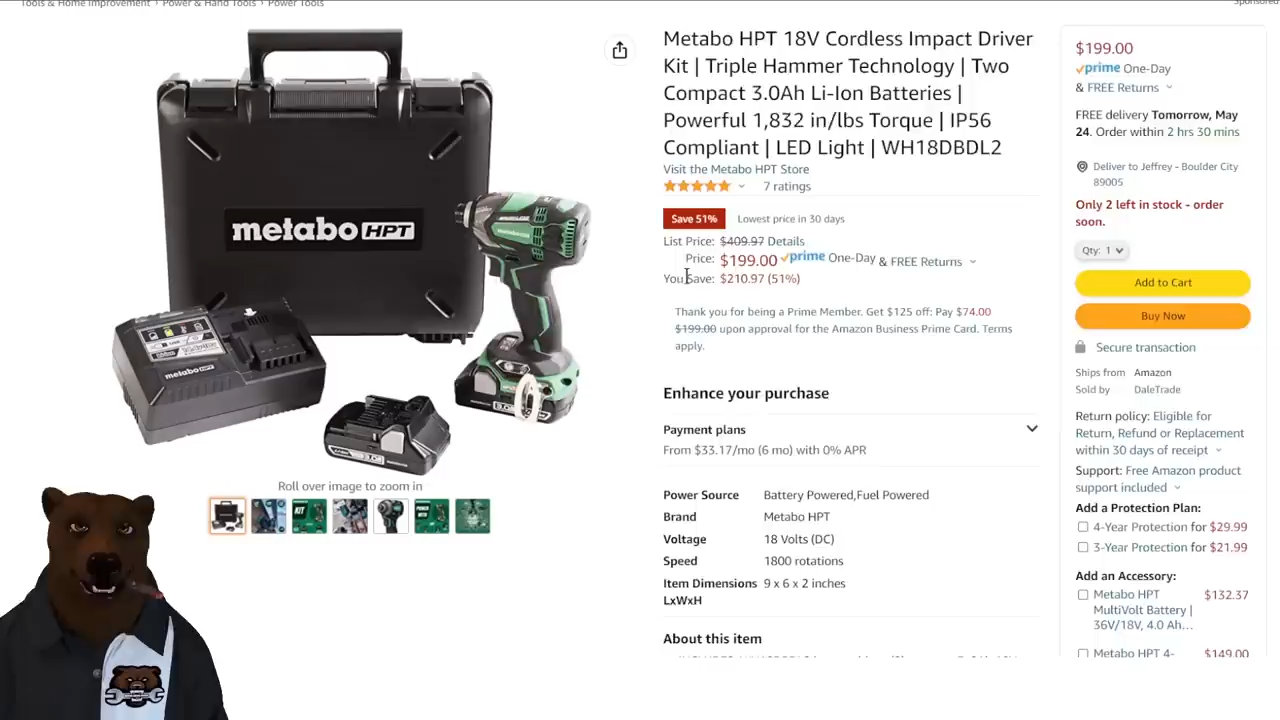 Tools & Home Improvement › Power & Hand Tools › Power Tools
Sponsored
metabo HPT
metabo HPT
3.0
Roll over image to zoom in
KIT
Metabo HPT 18V Cordless Impact Driver
Kit | Triple Hammer Technology | Two
Compact 3.0Ah Li-Ion Batteries |
Powerful 1,832 in/lbs Torque | IP56
Compliant | LED Light | WH18DBDL2
Visit the Metabo HPT Store
7 ratings
Save 51% Lowest price in 30 days
List Price: $409.97 Details
Price: $199.00 prime One-Day & FREE Returns
You Save: $210.97 (51%)
Thank you for being a Prime Member. Get $125 off: Pay $74.00
$199.00 upon approval for the Amazon Business Prime Card. Terms
apply.
Enhance your purchase
Payment plans
From $33.17/mo (6 mo) with 0% APR
Power Source Battery Powered,Fuel Powered
Brand Metabo HPT
Voltage 18 Volts (DC)
Speed 1800 rotations
Item Dimensions 9 x 6 x 2 inches
LxWxH
About this item
$199.00
prime One-Day
& FREE Returns
FREE delivery Tomorrow, May
24. Order within 2 hrs 30 mins
Deliver to Jeffrey - Boulder City
89005
Only 2 left in stock - order
soon.
Qty: 1
Add to Cart
Buy Now
Secure transaction
Ships from Amazon
Sold by DaleTrade
Return policy: Eligible for
Return, Refund or Replacement
within 30 days of receipt
Support: Free Amazon product
support included
Add a Protection Plan:
4-Year Protection for $29.99
3-Year Protection for $21.99
Add an Accessory:
Metabo HPT $132.37
MultiVolt Battery |
36V/18V, 4.0 Ah...
Metabo HPT 4- $149.00